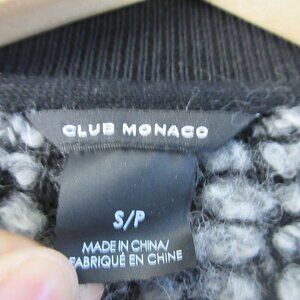 CLUB MONACO
S/P
MADE IN CHINA/
FABRIQUÉ EN CHINE